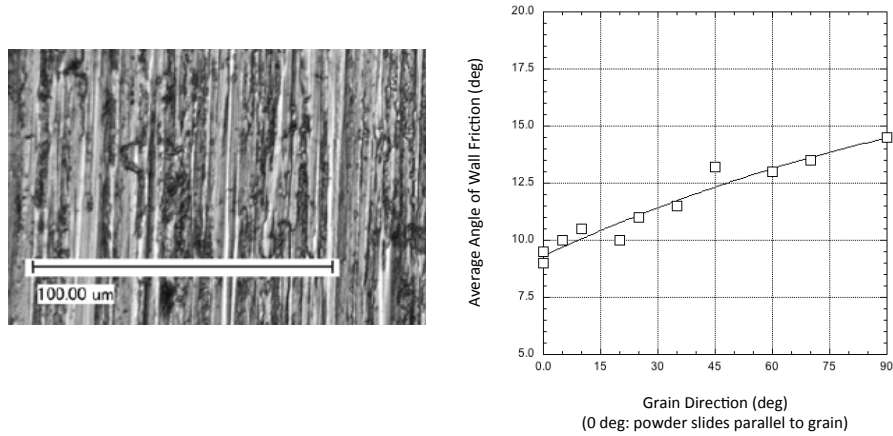 100.00 um
Average Angle of Wall Friction (deg)
20.0
17.5
15.0
12.5
10.0
7.5
5.0
0.0 15 30 45 60 75 90
Grain Direction (deg)
(0 deg: powder slides parallel to grain)